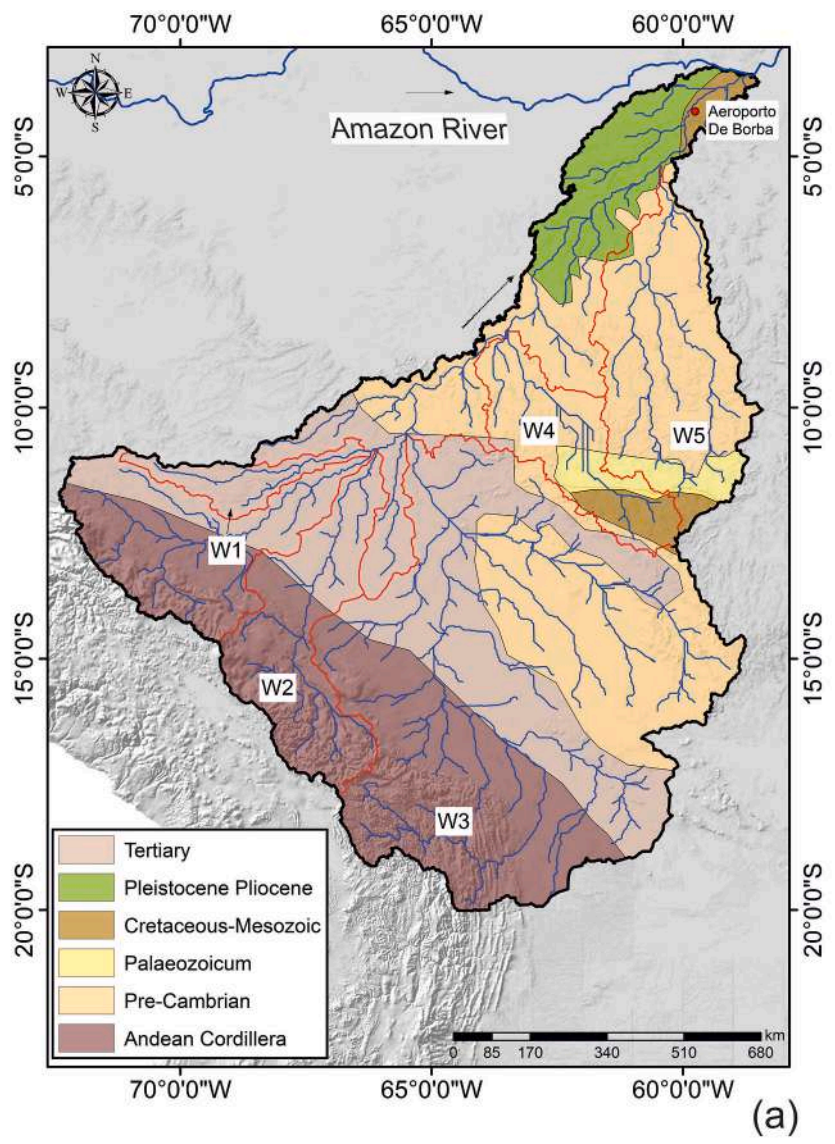 70°0'0"W 65°0'0"W 60°0'0"W
N
W E
S
Amazon River
Aeroporto
De Borba
5°0'0"S 5°0'0"S
10°0'0"S 10°0'0"S
W4 W5
W1
15°0'0"S 15°0'0"S
W2
W3
Tertiary
Pleistocene Pliocene
Cretaceous-Mesozoic
Palaeozoicum
Pre-Cambrian
Andean Cordillera
20°0'0"S 20°0'0"S
km
0 85 170 340 510 680
70°0'0"W 65°0'0"W 60°0'0"W
(a)